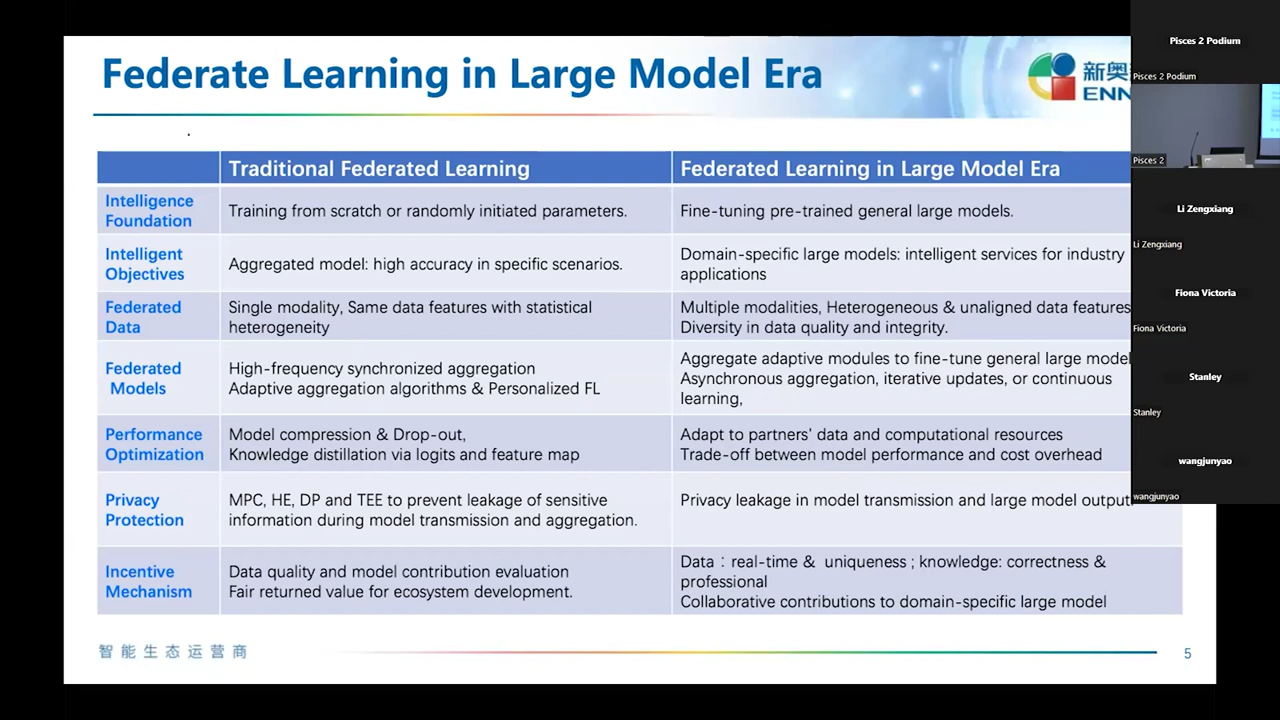 Federate Learning in Large Model Era
新奥
ENN
Traditional Federated Learning
Federated Learning in Large Model Era
Intelligence
Foundation
Training from scratch or randomly initiated parameters.
Fine-tuning pre-trained general large models.
Intelligent
Objectives
Aggregated model: high accuracy in specific scenarios.
Domain-specific large models: intelligent services for industry
applications
Federated
Data
Single modality, Same data features with statistical
heterogeneity
Multiple modalities, Heterogeneous & unaligned data features
Diversity in data quality and integrity.
Federated
Models
High-frequency synchronized aggregation
Adaptive aggregation algorithms & Personalized FL
Aggregate adaptive modules to fine-tune general large model
Asynchronous aggregation, iterative updates, or continuous
learning,
Performance
Optimization
Model compression & Drop-out,
Knowledge distillation via logits and feature map
Adapt to partners' data and computational resources
Trade-off between model performance and cost overhead
Privacy
Protection
MPC, HE, DP and TEE to prevent leakage of sensitive
information during model transmission and aggregation.
Privacy leakage in model transmission and large model output.
Incentive
Mechanism
Data quality and model contribution evaluation
Fair returned value for ecosystem development.
Data：real-time & uniqueness ; knowledge: correctness &
professional
Collaborative contributions to domain-specific large model
智能生态运营商
5
Pisces 2 Podium
Pisces 2 Podium
Pisces 2
Li Zengxiang
Li Zengxiang
Fiona Victoria
Fiona Victoria
Stanley
Stanley
wangjunyao
wangjunyao